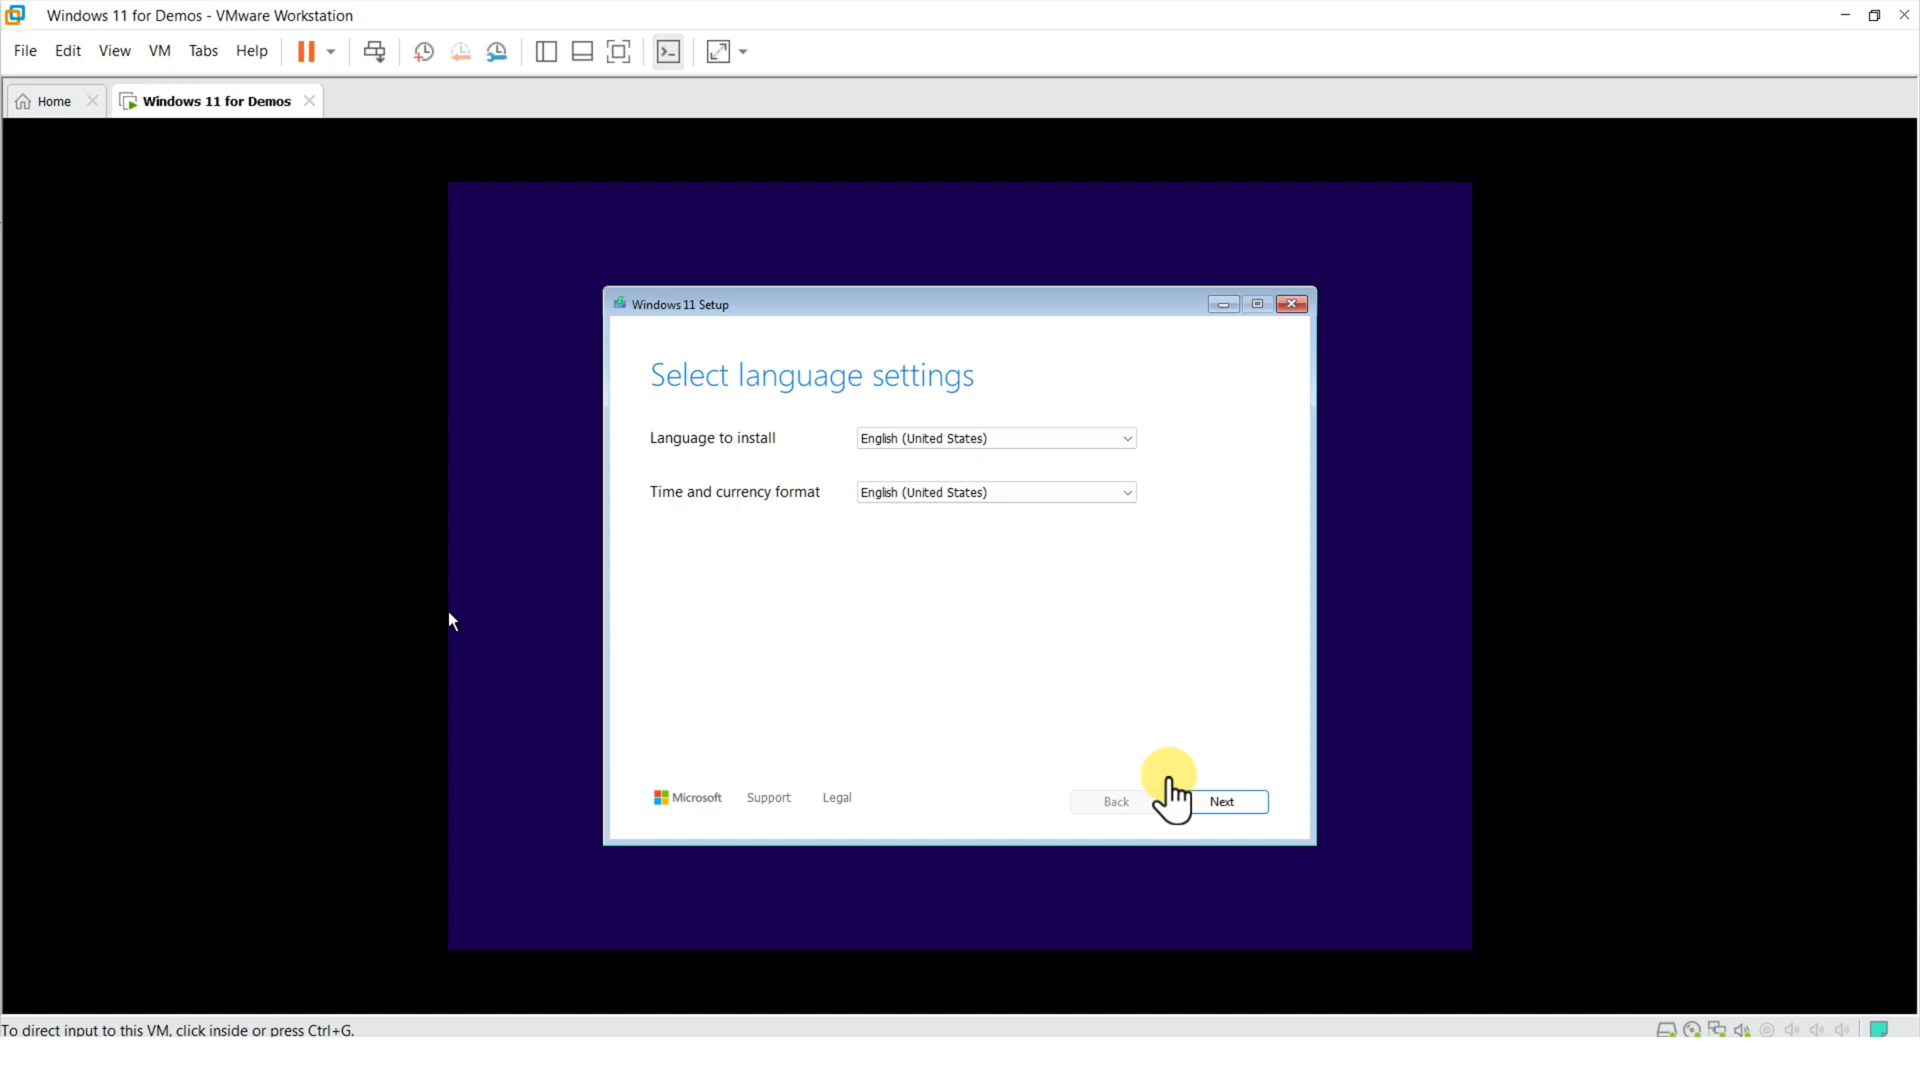 Windows 11 for Demos - VMware Workstation
File Edit View VM Tabs Help
Home Windows 11 for Demos
Windows 11 Setup
Select language settings
Language to install English (United States)
Time and currency format English (United States)
Microsoft Support Legal Back Next
To direct input to this VM, click inside or press Ctrl+G.